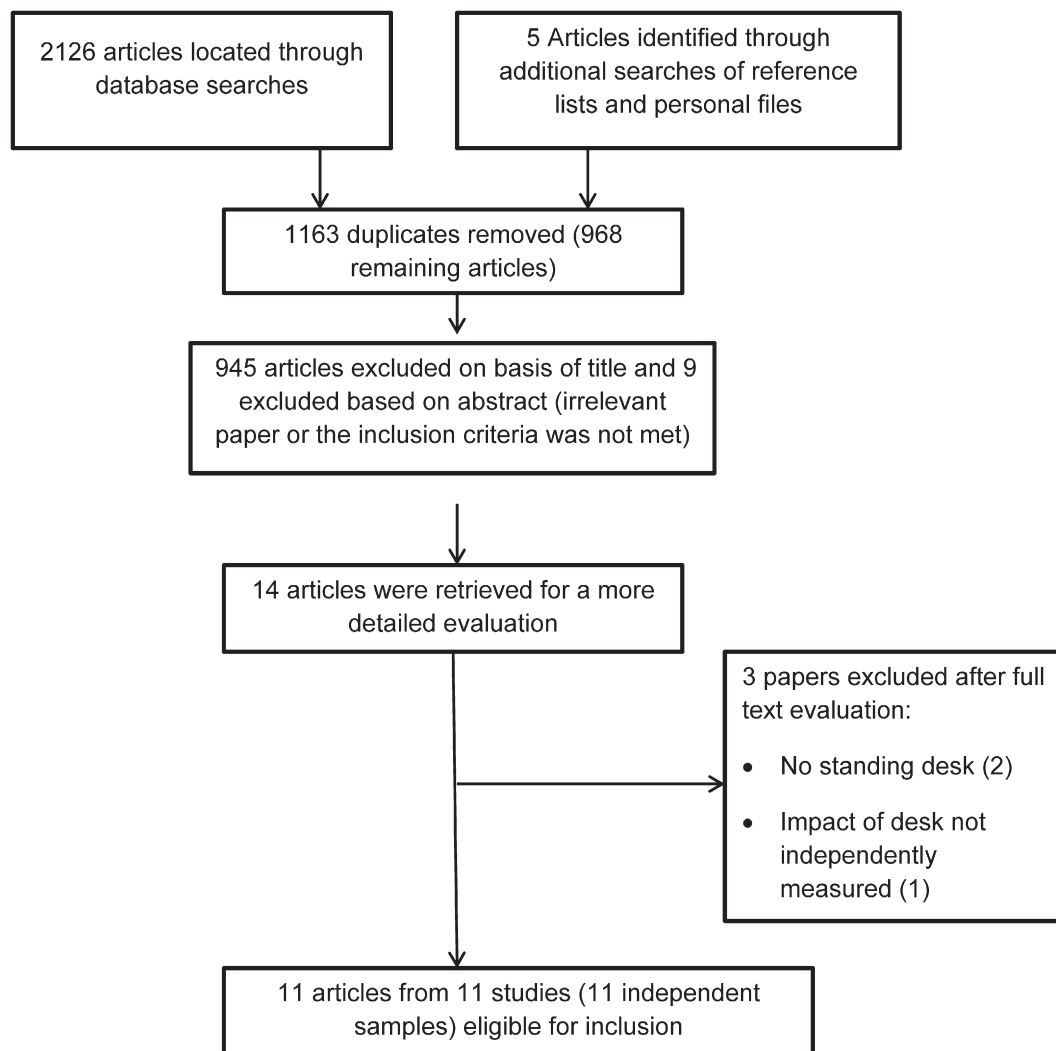 2126 articles located through
database searches
5 Articles identified through
additional searches of reference
lists and personal files
1163 duplicates removed (968
remaining articles)
945 articles excluded on basis of title and 9
excluded based on abstract (irrelevant
paper or the inclusion criteria was not met)
14 articles were retrieved for a more
detailed evaluation
3 papers excluded after full
text evaluation:
• No standing desk (2)
• Impact of desk not
independently
measured (1)
11 articles from 11 studies (11 independent
samples) eligible for inclusion